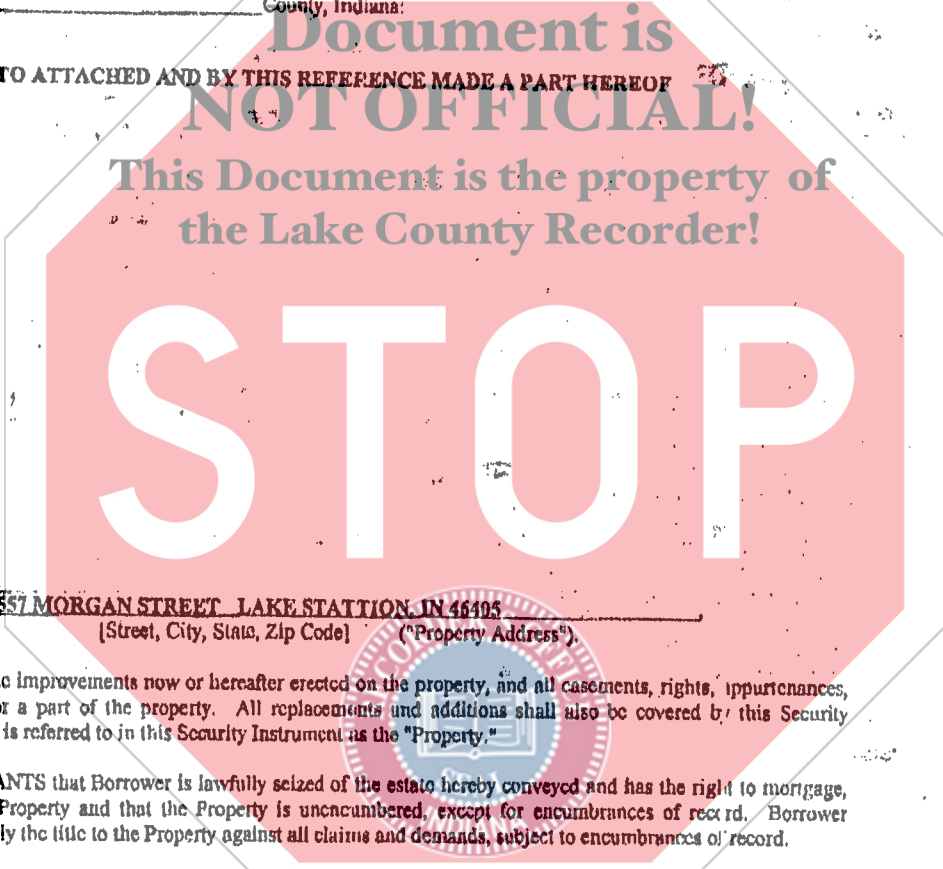 County, Indiana:
Document is
TO ATTACHED AND BY THIS REFERENCE MADE A PART HEREOF
NOT OFFICIAL!
This Document is the property of
the Lake County Recorder!
STOP
557 MORGAN STREET LAKE STATTION, IN 46405
[Street, City, State, Zip Code] ("Property Address").
e improvements now or hereafter erected on the property, and all easements, rights, appurtenances,
r a part of the property. All replacements and additions shall also be covered by this Security
is referred to in this Security Instrument as the "Property."
ANTS that Borrower is lawfully seized of the estate hereby conveyed and has the right to mortgage,
Property and that the Property is unencumbered, except for encumbrances of record. Borrower
ly the title to the Property against all claims and demands, subject to encumbrances of record.
RECORDER'S OFFICE
SEAL
INDIANA